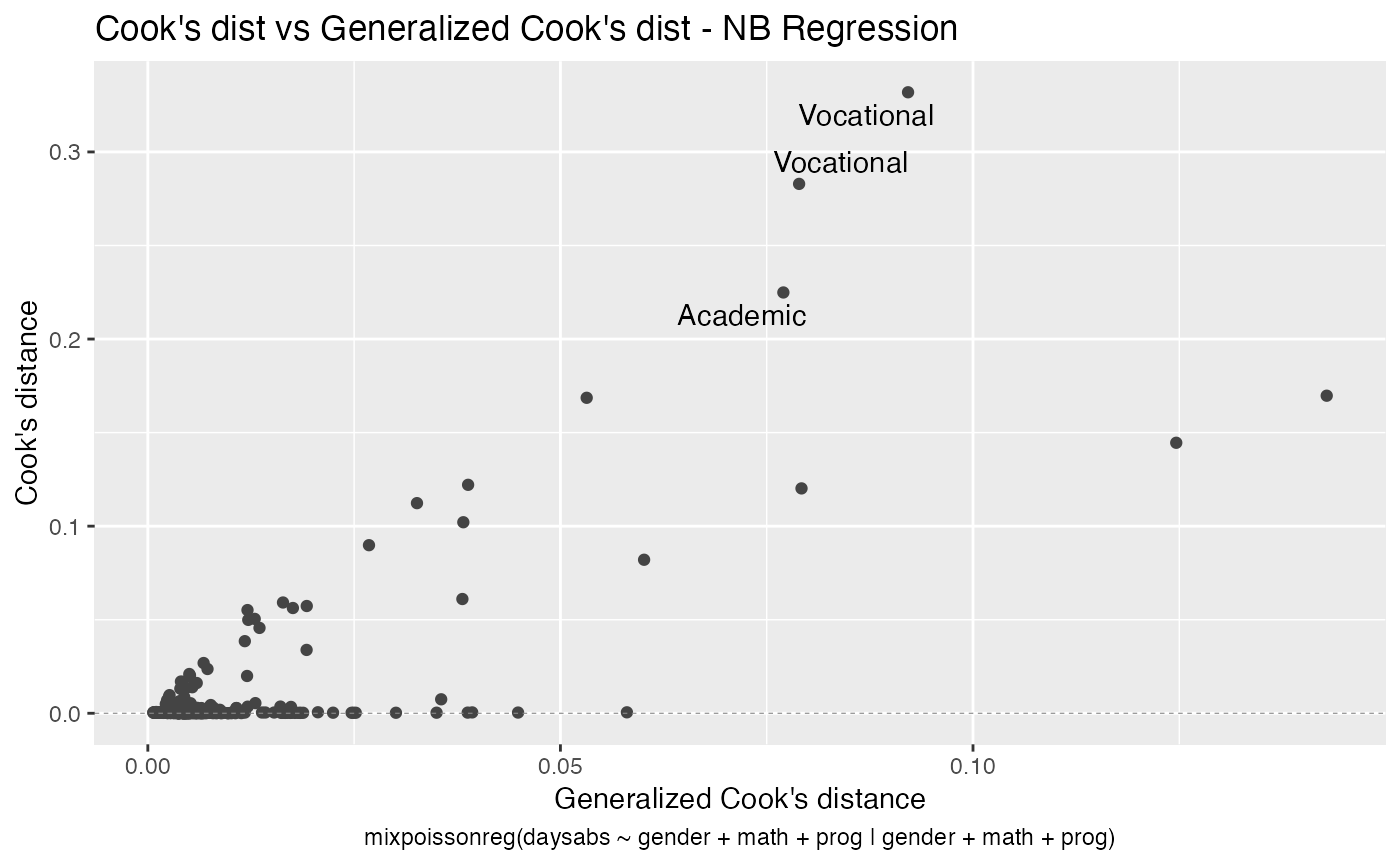 Cook's dist vs Generalized Cook's dist - NB Regression
Vocational
0.3
Vocational
Academic
0.2
Cook's distance
0.1
0.0
0.00 0.05 0.10
Generalized Cook's distance
mixpoissonreg(daysabs ~ gender + math + prog | gender + math + prog)